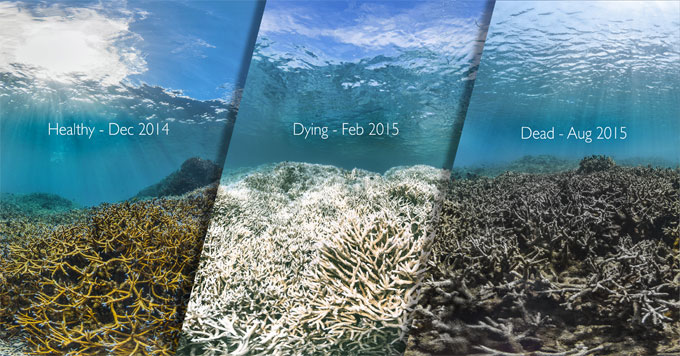 Healthy - Dec 2014
Dying - Feb 2015
Dead - Aug 2015